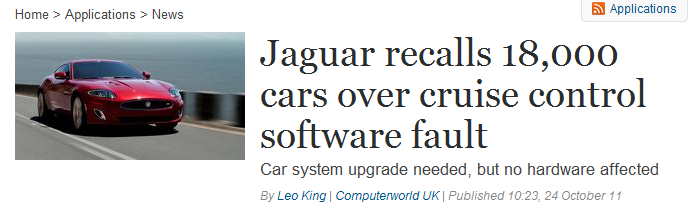 Home > Applications > News
Applications
Jaguar recalls 18,000
cars over cruise control
software fault
Car system upgrade needed, but no hardware affected
By Leo King | Computerworld UK | Published 10:23, 24 October 11